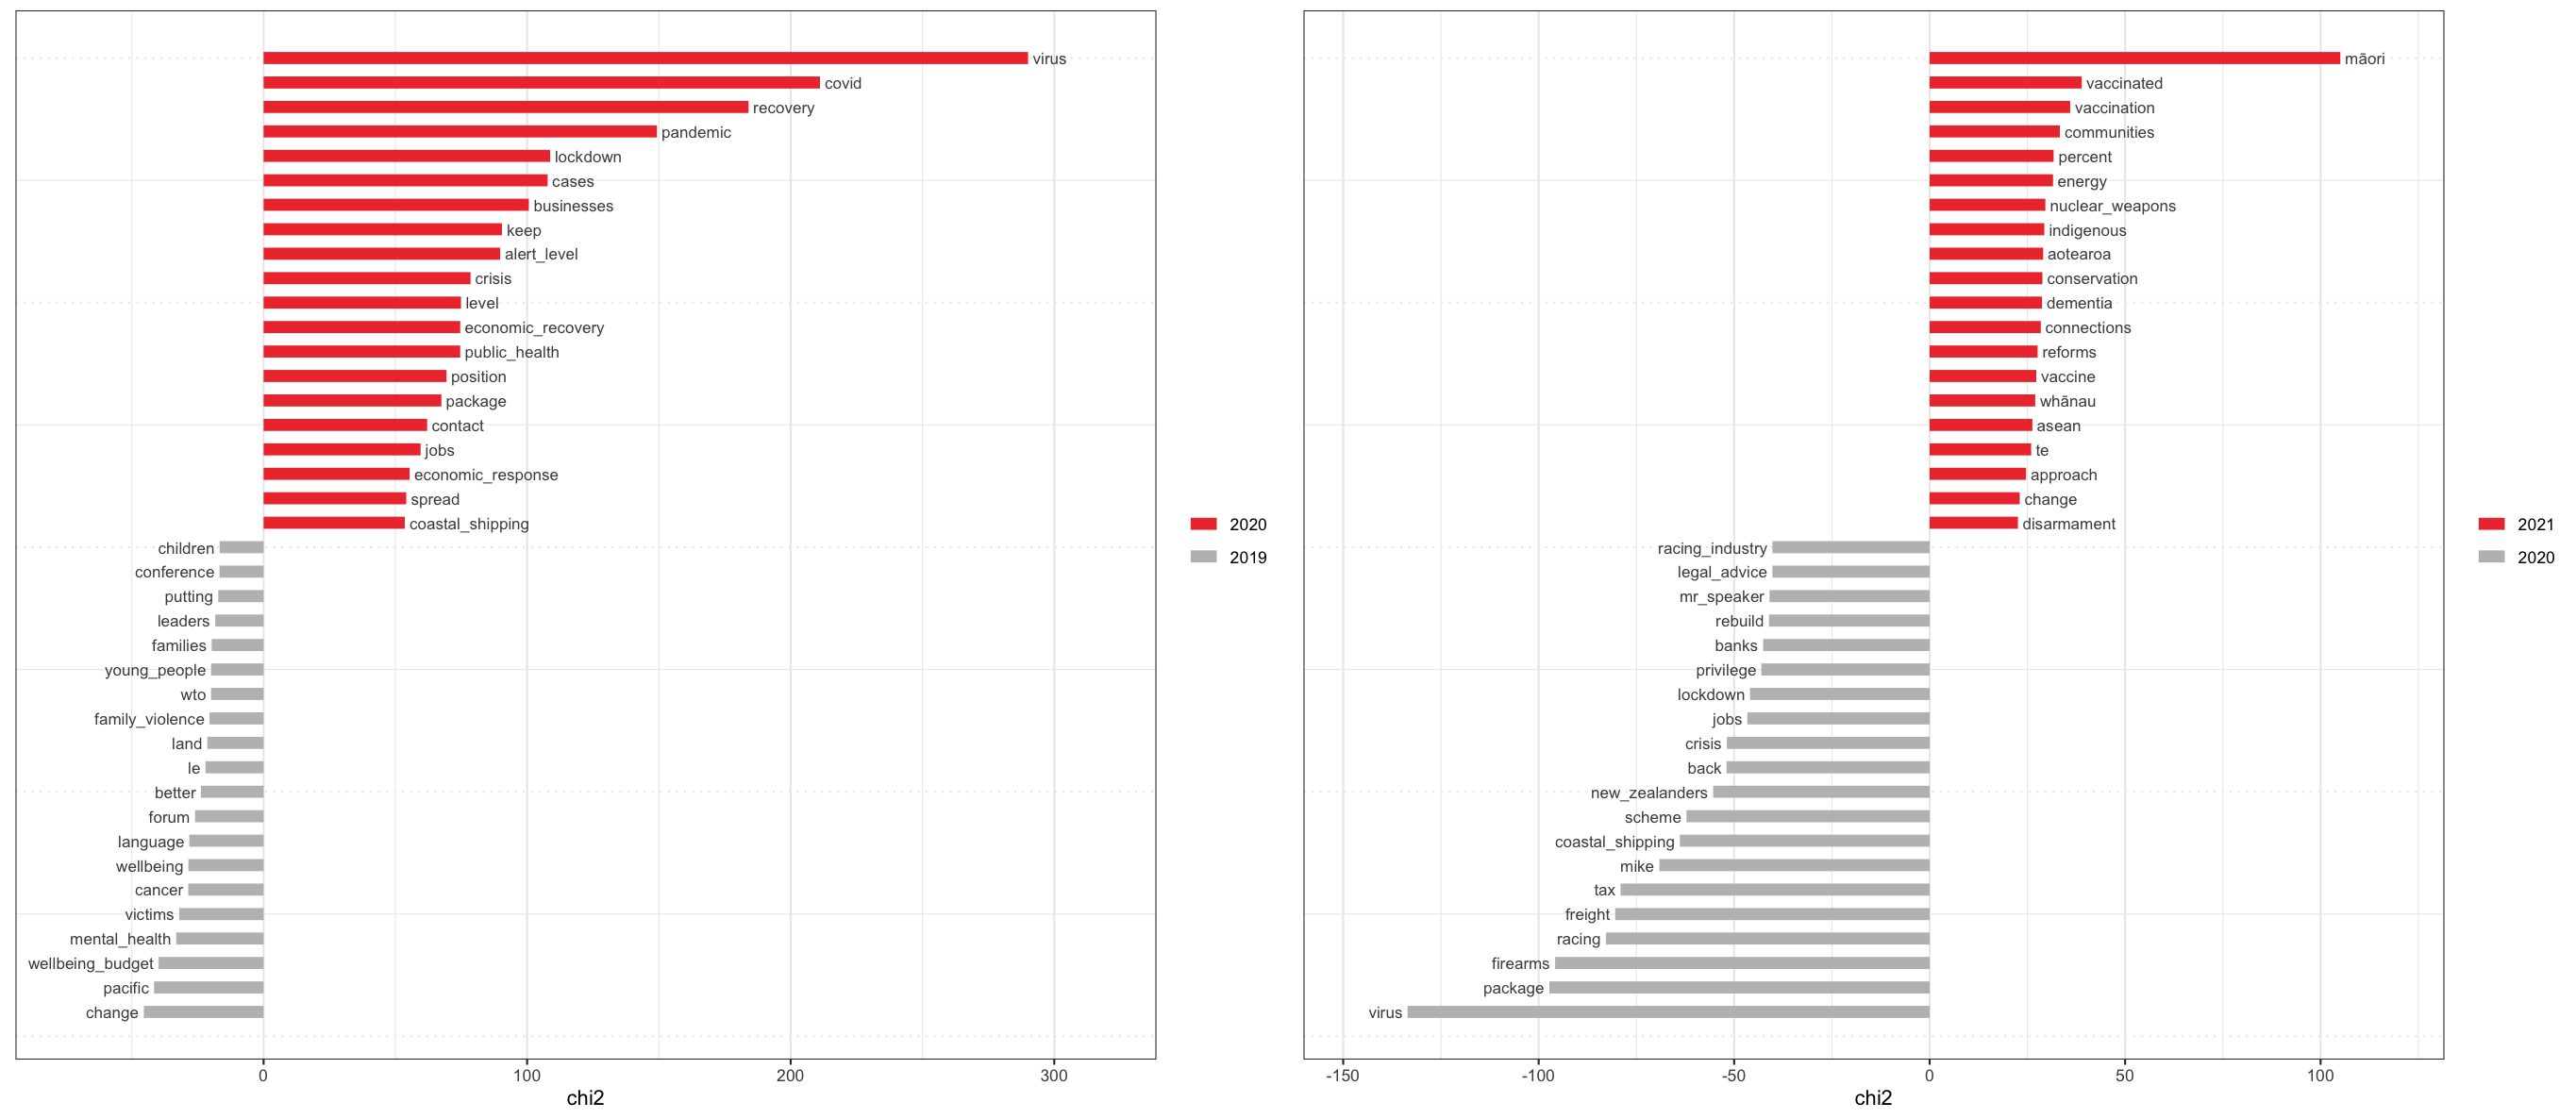 virus
covid
recovery
pandemic
lockdown
cases
businesses
keep
alert_level
crisis
level
economic_recovery
public_health
position
package
contact
jobs
economic_response
spread
coastal_shipping
children
conference
putting
leaders
families
young_people
wto
family_violence
land
le
better
forum
language
wellbeing
cancer
victims
mental_health
wellbeing_budget
pacific
change
0 100 200 300
chi2
2020
2019
māori
vaccinated
vaccination
communities
percent
energy
nuclear_weapons
indigenous
aotearoa
conservation
dementia
connections
reforms
vaccine
whānau
asean
te
approach
change
disarmament
racing_industry
legal_advice
mr_speaker
rebuild
banks
privilege
lockdown
jobs
crisis
back
new_zealanders
scheme
coastal_shipping
mike
tax
freight
racing
firearms
package
virus
-150 -100 -50 0 50 100
chi2
2021
2020